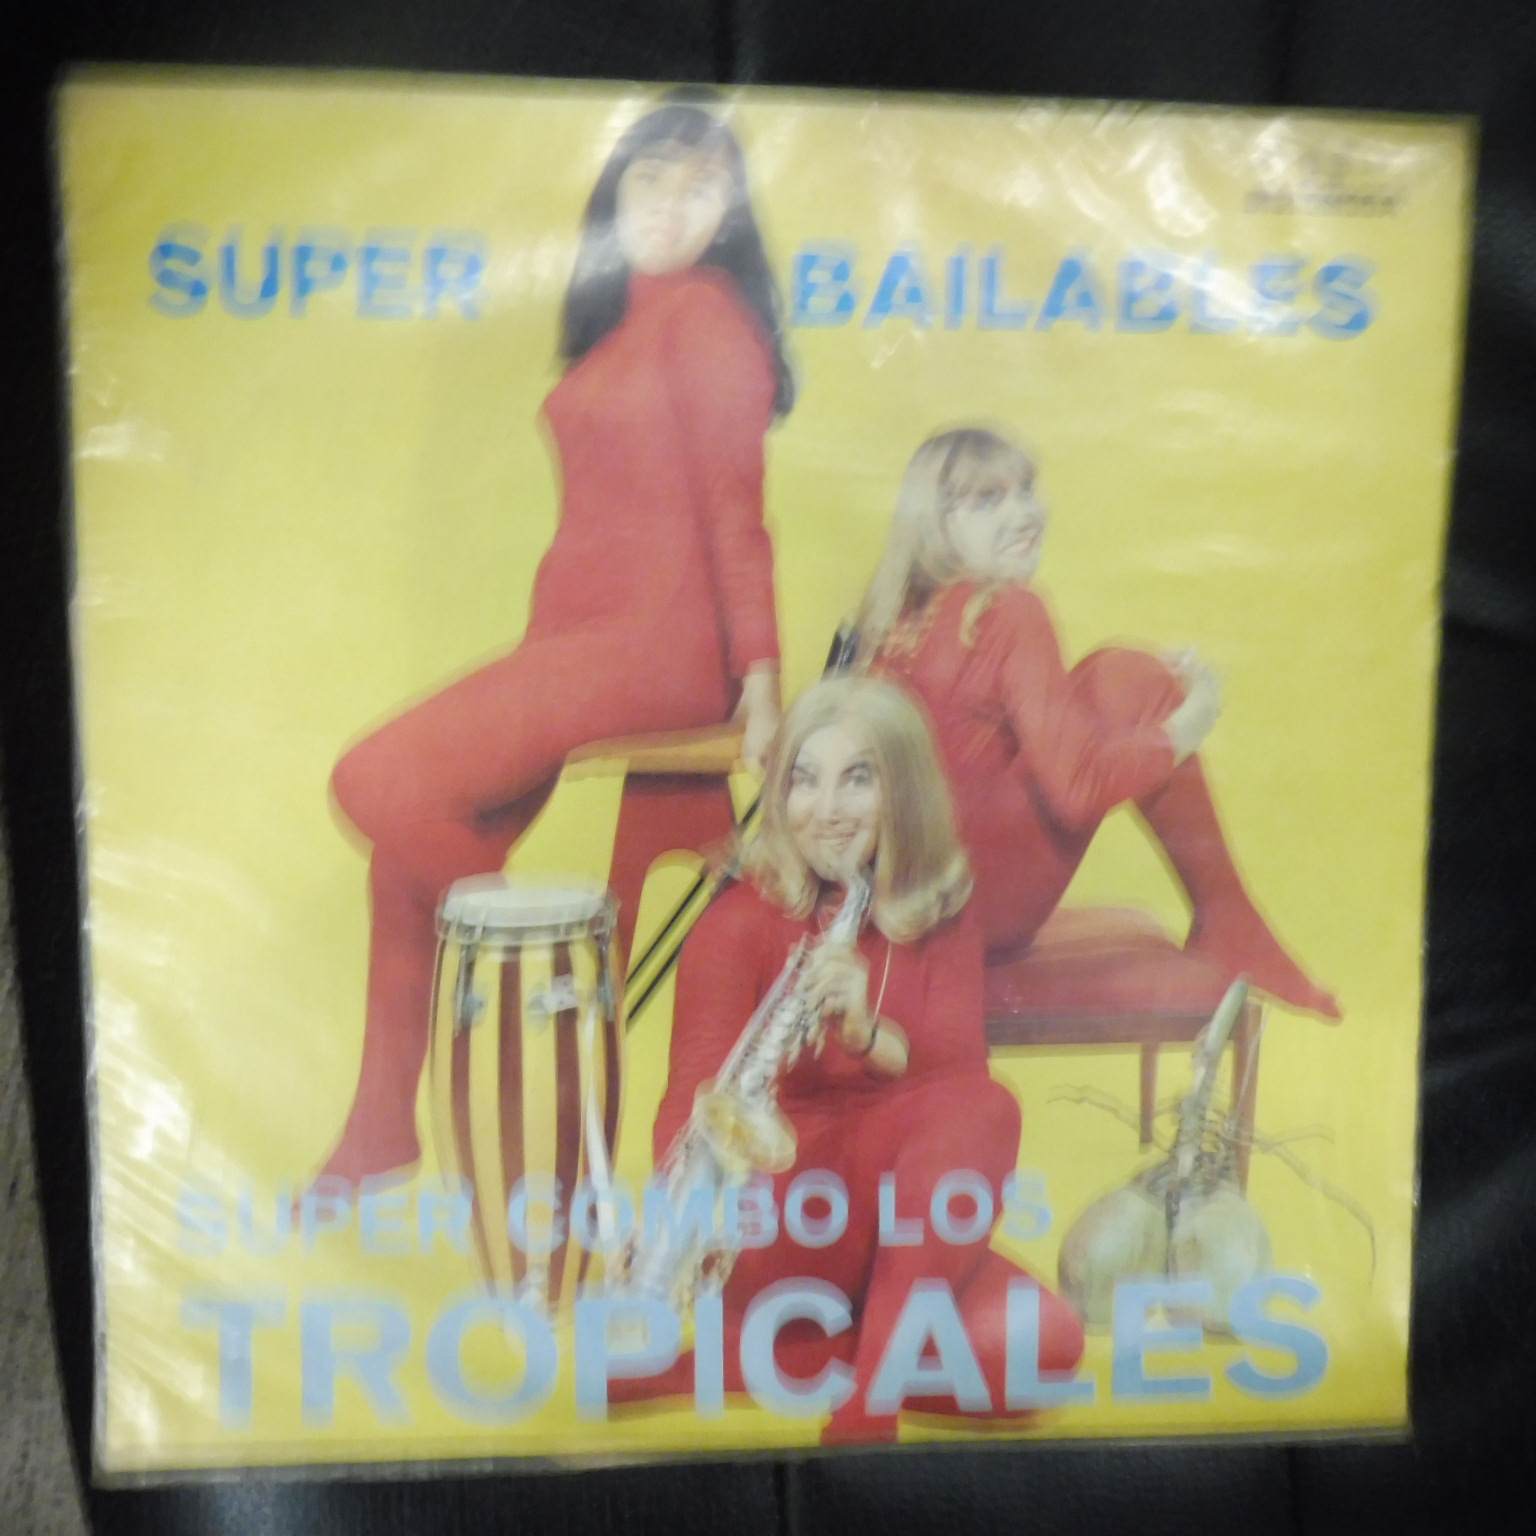 SUPER BAILABLES
SUPER COMBO LOS
TROPICALES